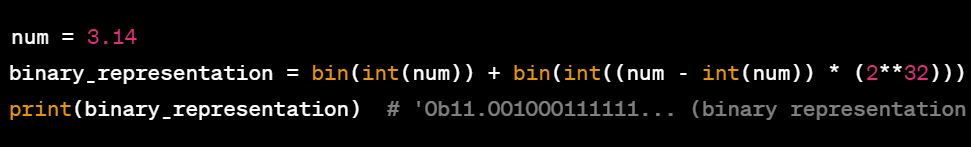 num = 3.14
binary_representation = bin(int(num)) + bin(int((num - int(num)) * (2**32)))
print(binary_representation)  # '0b11.001000111111... (binary representation